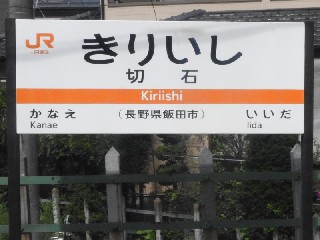 JR
きりいし
切石
Kiriishi
かなえ （長野県飯田市） いいだ
Kanae Iida